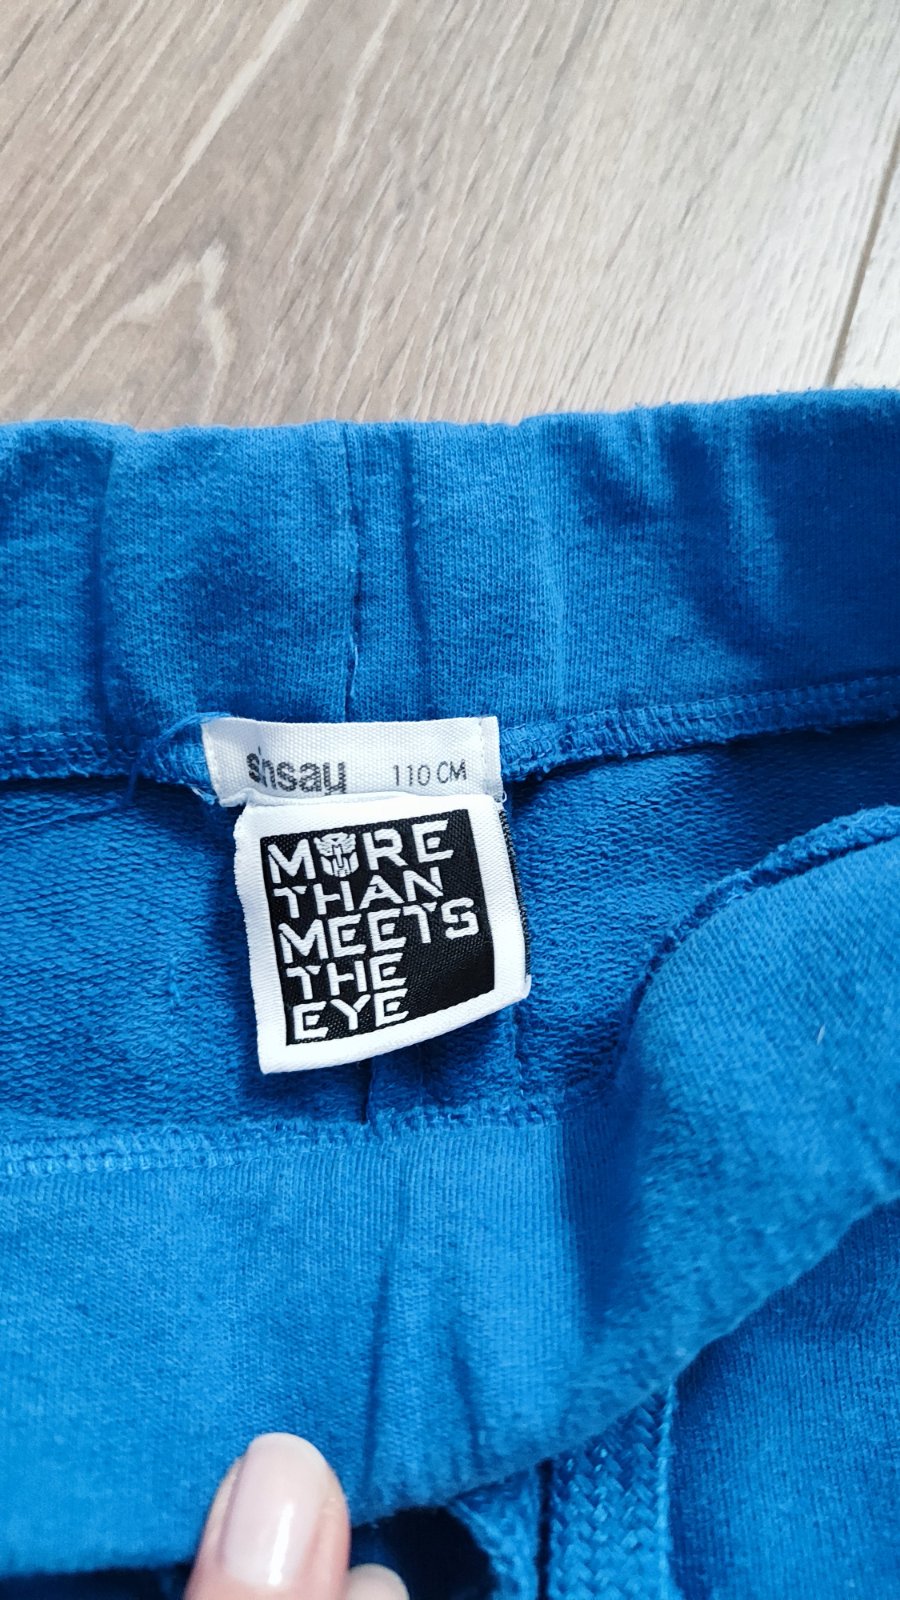 sinsay 110 CM
MORE
THAN
MEETS
THE
EYE